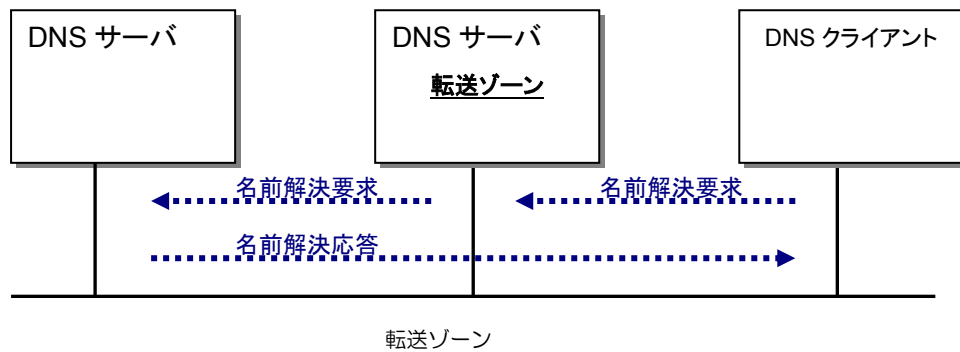 DNS サーバ
DNS サーバ
転送ゾーン
DNS クライアント
名前解決要求
名前解決要求
名前解決応答
転送ゾーン